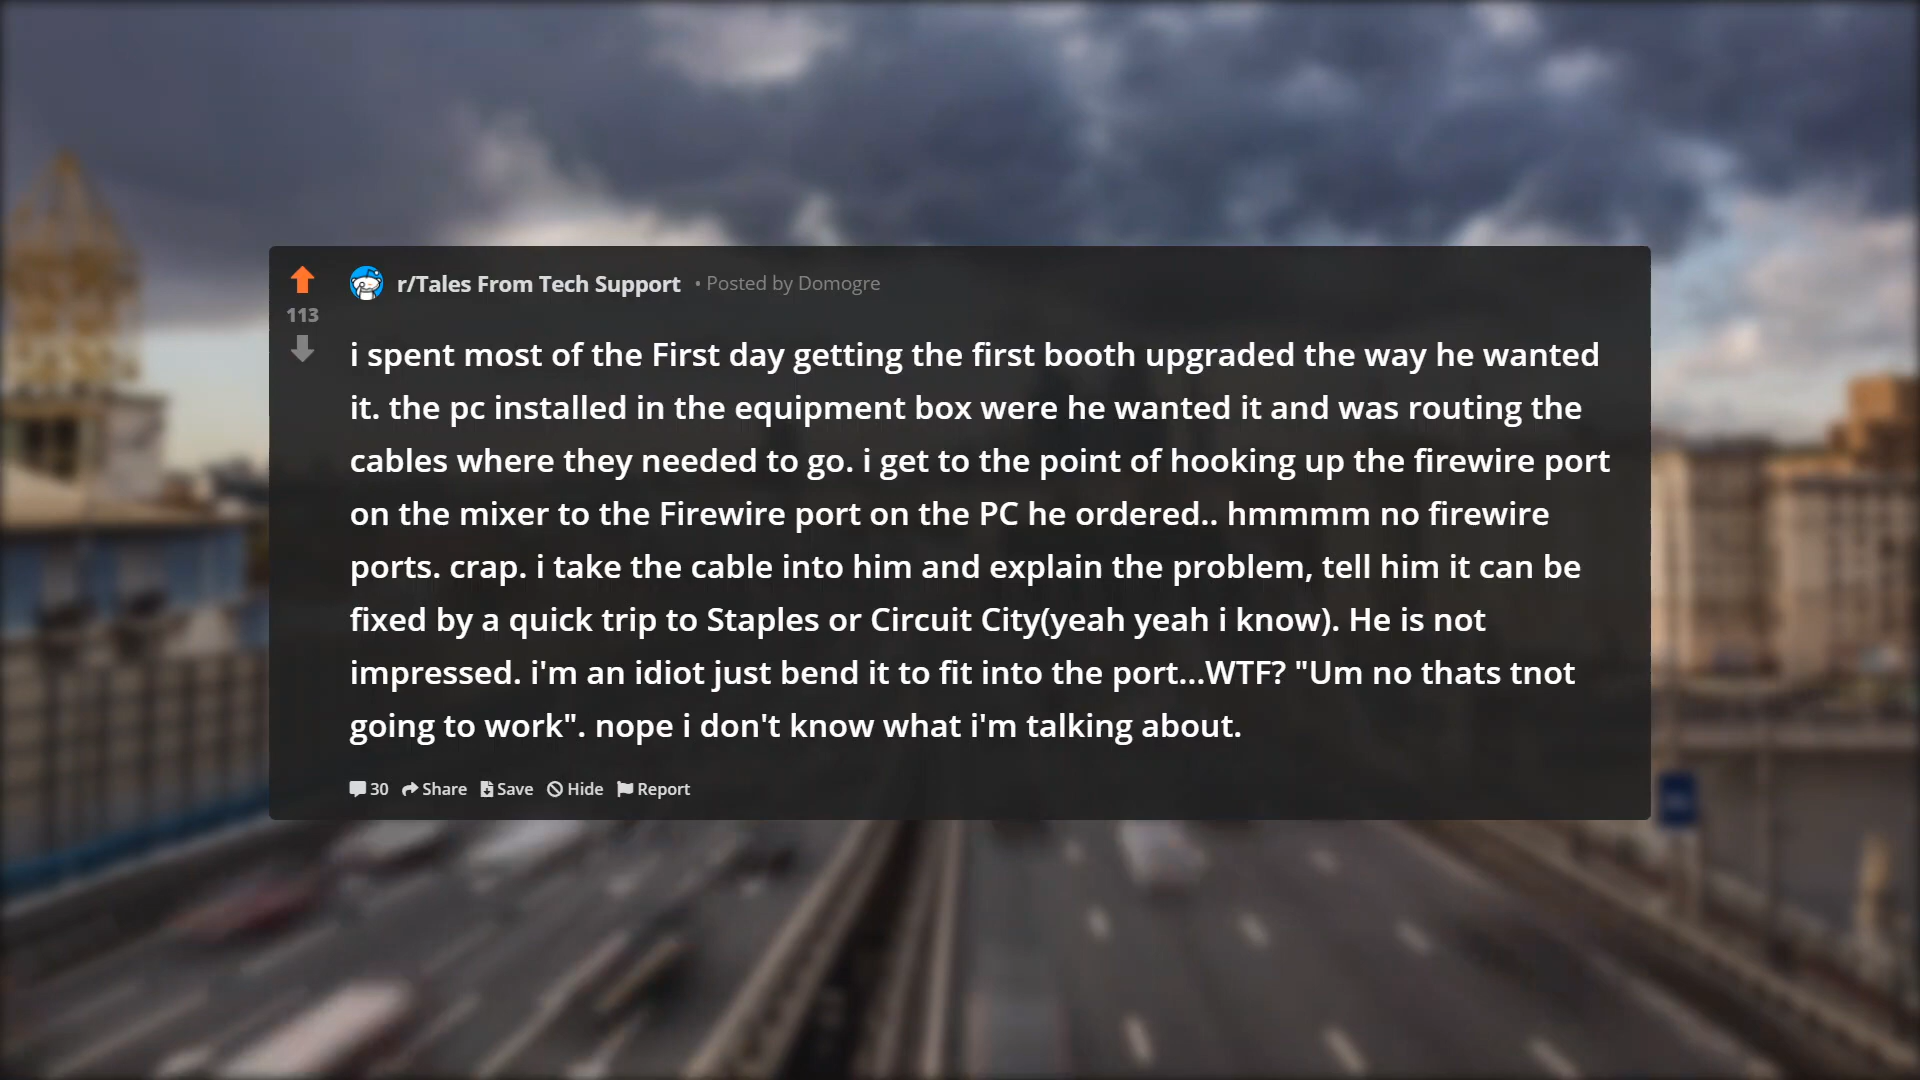 r/Tales From Tech Support • Posted by Domogre
113
i spent most of the First day getting the first booth upgraded the way he wanted
it. the pc installed in the equipment box were he wanted it and was routing the
cables where they needed to go. i get to the point of hooking up the firewire port
on the mixer to the Firewire port on the PC he ordered.. hmmmm no firewire
ports. crap. i take the cable into him and explain the problem, tell him it can be
fixed by a quick trip to Staples or Circuit City(yeah yeah i know). He is not
impressed. i'm an idiot just bend it to fit into the port...WTF? "Um no thats tnot
going to work". nope i don't know what i'm talking about.
30 Share Save Hide Report